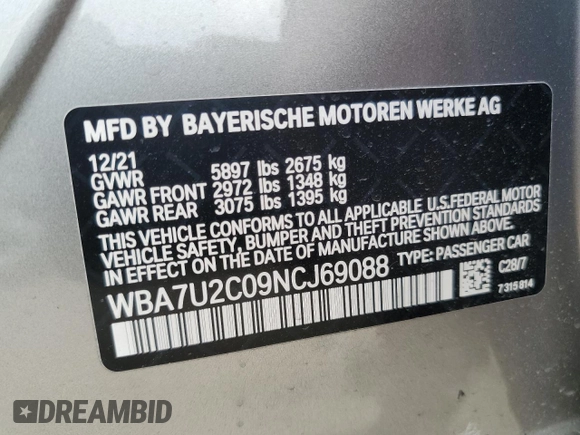 MFD BY BAYERISCHE MOTOREN WERKE AG
12/21
GVWR 5897 lbs 2675 kg
GAWR FRONT 2972 lbs 1348 kg
GAWR REAR 3075 lbs 1395 kg
THIS VEHICLE CONFORMS TO ALL APPLICABLE U.S.FEDERAL MOTOR
VEHICLE SAFETY, BUMPER AND THEFT PREVENTION STANDARDS
IN EFFECT ON THE DATE OF MANUFACTURE SHOWN ABOVE.
WBA7U2C09NCJ69088 TYPE: PASSENGER CAR
C28/7
7315814
DREAMBID